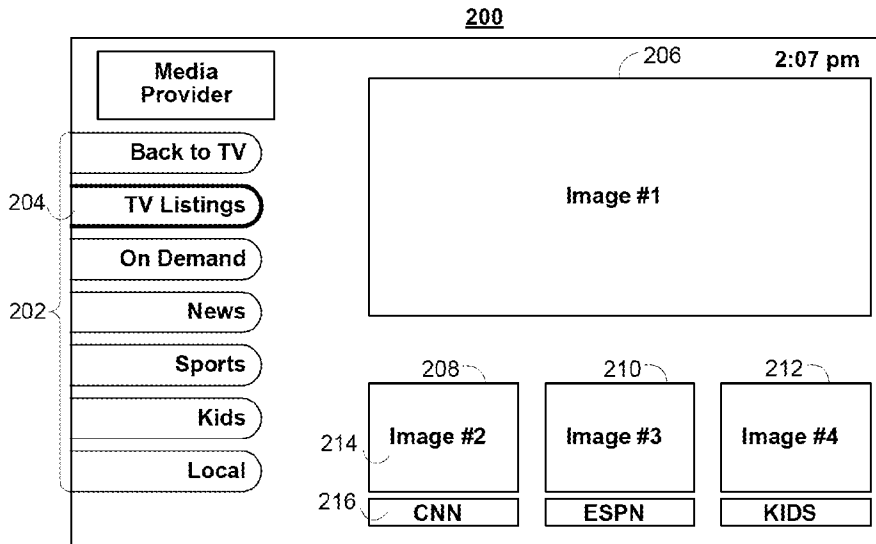 200
206
2:07 pm
Media
Provider
Back to TV
204
TV Listings
Image #1
On Demand
202
News
Sports
208
210
212
Kids
214
Image #2
Image #3
Image #4
Local
216
CNN
ESPN
KIDS